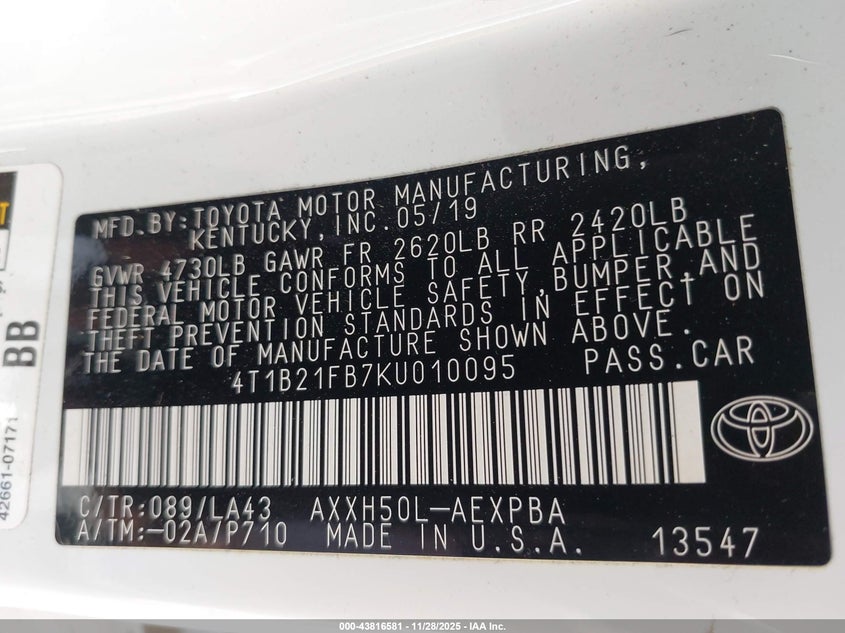 MFD.BY:TOYOTA MOTOR MANUFACTURING,
KENTUCKY,INC.05/19
GVWR 4730LB GAWR FR 2620LB RR 2420LB
THIS VEHICLE CONFORMS TO ALL APPLICABLE
FEDERAL MOTOR VEHICLE SAFETY,BUMPER,AND
THEFT PREVENTION STANDARDS IN EFFECT ON
THE DATE OF MANUFACTURE SHOWN ABOVE.
4T1B21FB7KU010095 PASS.CAR
C/TR:089/LA43 AXXH50L-AEXPBA
A/TM:-02A/P710 MADE IN U.S.A. 13547
BB
42661-07171
000-43816581 | 11/28/2025 - IAA Inc.